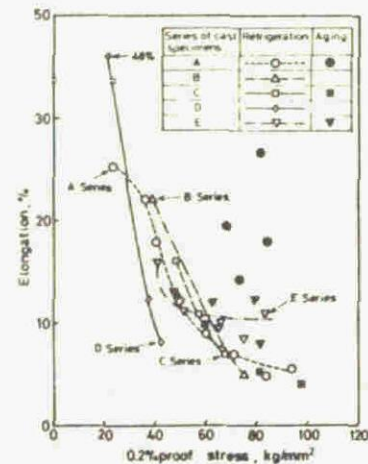 50
40
30
20
10
0
Elongation, %
Series of cast specimens Refrigeration Aging
A
B
C
D
E
48%
A Series
B Series
E Series
C Series
D Series
0 20 40 60 80 100
0.2% proof stress, kg/mm²